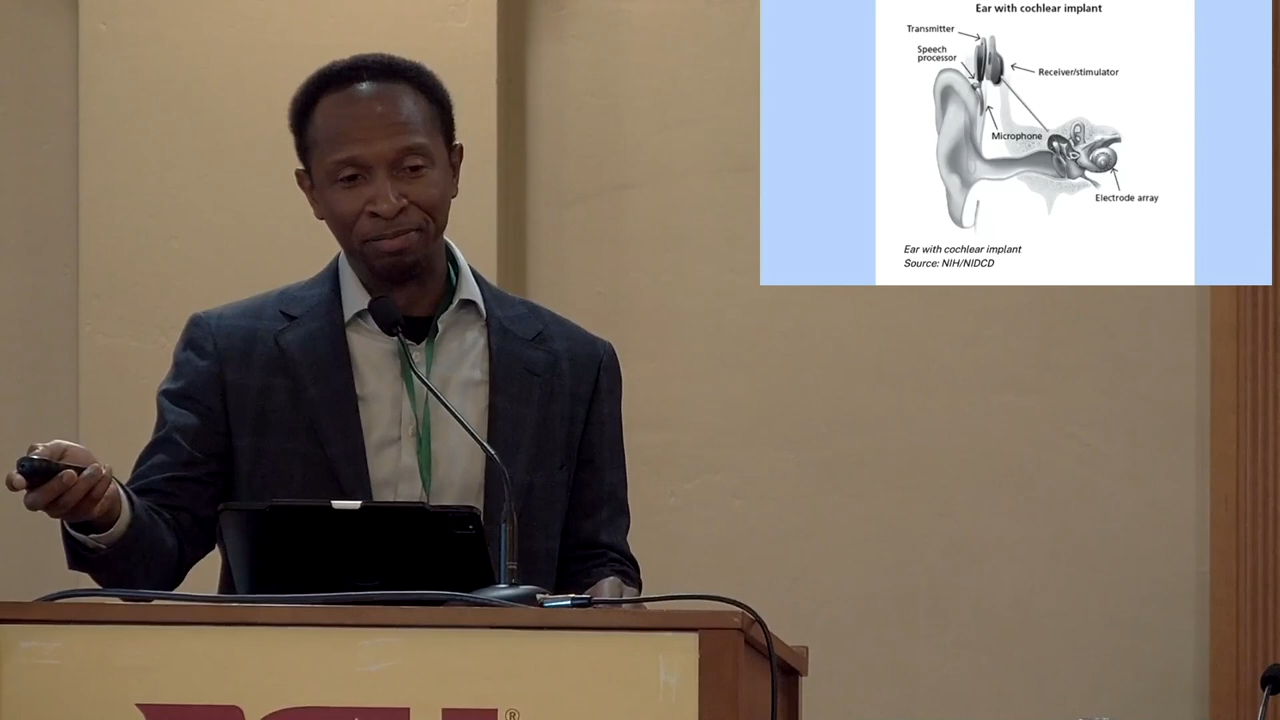 Ear with cochlear implant
Transmitter
Speech
processor
Receiver/stimulator
Microphone
Electrode array
Ear with cochlear implant
Source: NIH/NIDCD
®